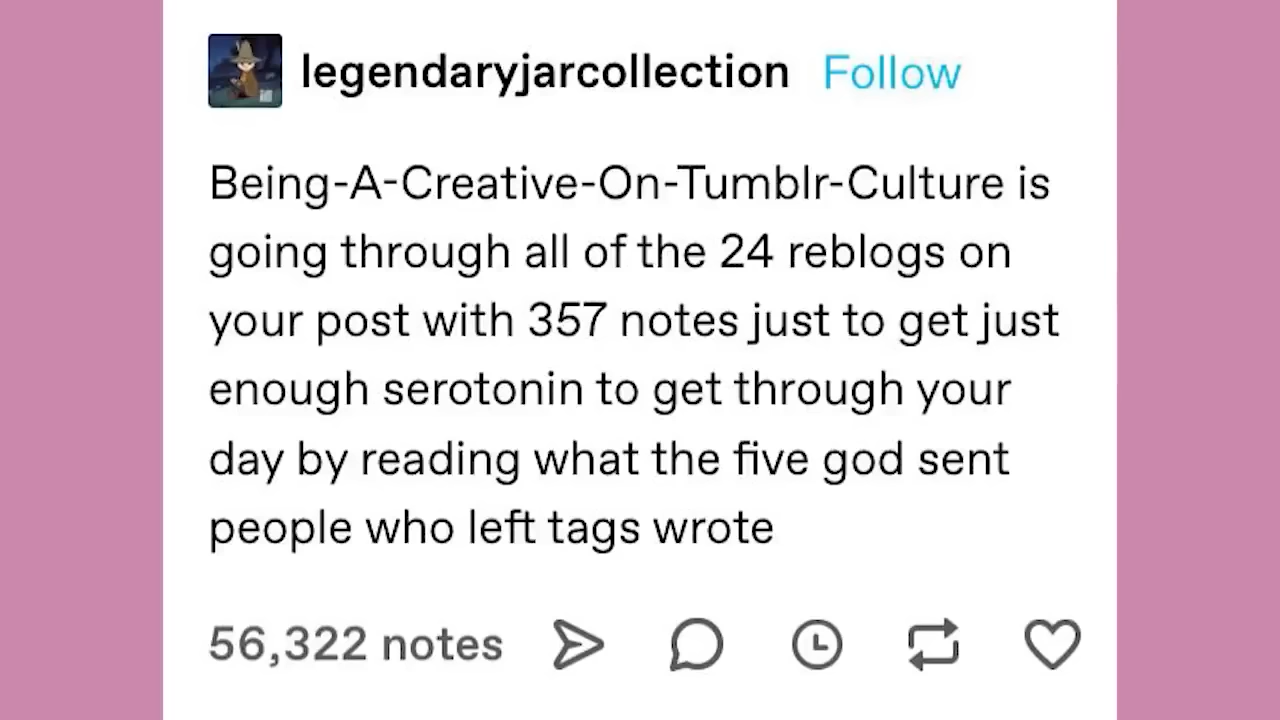 legendaryjarcollection Follow
Being-A-Creative-On-Tumblr-Culture is
going through all of the 24 reblogs on
your post with 357 notes just to get just
enough serotonin to get through your
day by reading what the five god sent
people who left tags wrote
56,322 notes